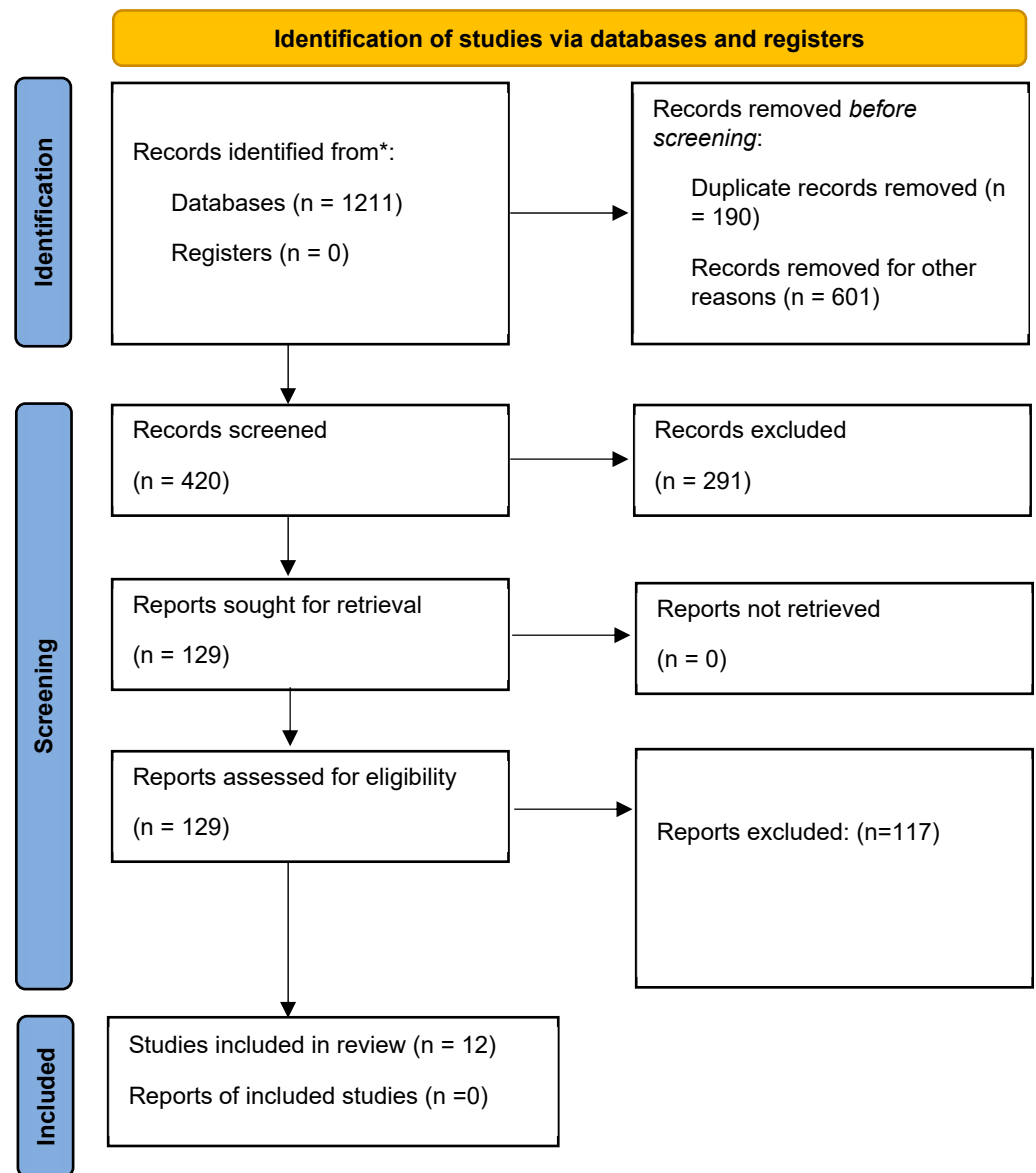 Identification of studies via databases and registers
Identification
Records identified from*:
Databases (n = 1211)
Registers (n = 0)
Records removed before
screening:
Duplicate records removed (n
= 190)
Records removed for other
reasons (n = 601)
Screening
Records screened
(n = 420)
Records excluded
(n = 291)
Reports sought for retrieval
(n = 129)
Reports not retrieved
(n = 0)
Reports assessed for eligibility
(n = 129)
Reports excluded: (n=117)
Included
Studies included in review (n = 12)
Reports of included studies (n =0)